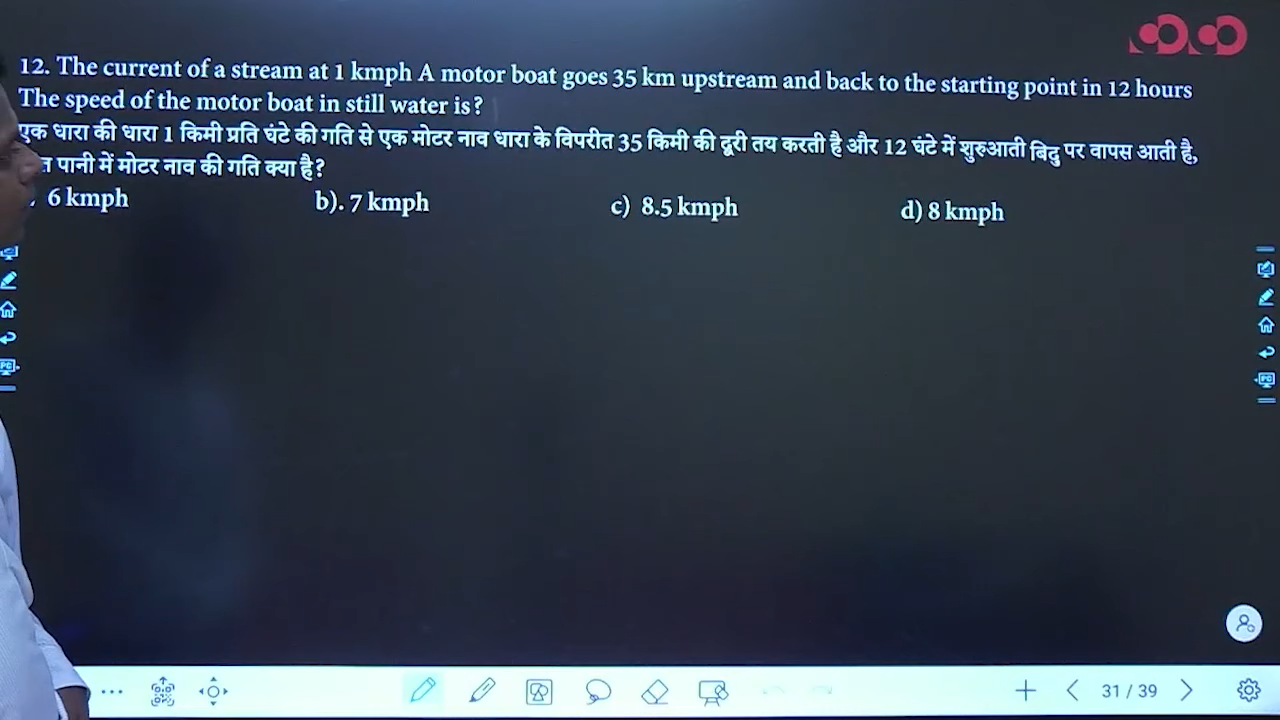 12. The current of a stream at 1 kmph A motor boat goes 35 km upstream and back to the starting point in 12 hours
The speed of the motor boat in still water is?
एक धारा की धारा 1 किमी प्रति घंटे की गति से एक मोटर नाव धारा के विपरीत 35 किमी की दूरी तय करती है और 12 घंटे में शुरुआती बिदु पर वापस आती है,
पानी में मोटर नाव की गति क्या है?
6 kmph b). 7 kmph c) 8.5 kmph d) 8 kmph
PC
PC
31 / 39